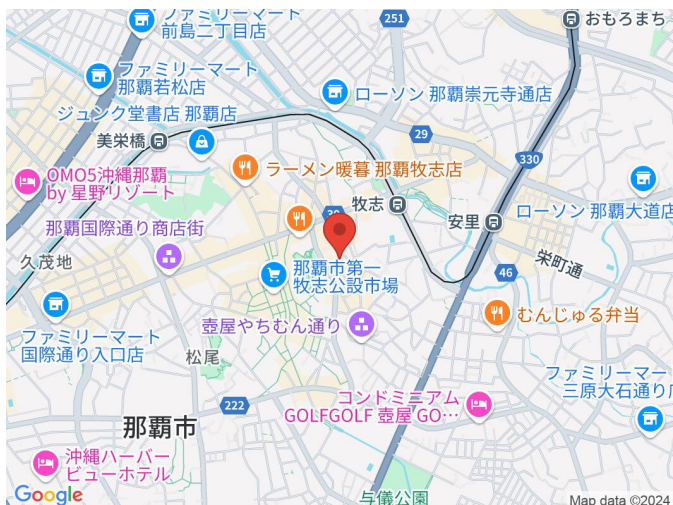 ファミリーマート
前島二丁目店
251
おもろまち
ファミリーマート
那覇若松店
ローソン 那覇崇元寺通店
ジュンク堂書店 那覇店
美栄橋
29
330
OMO5沖縄那覇
by 星野リゾート
ラーメン暖暮 那覇牧志店
39
牧志
安里
ローソン 那覇大道店
那覇国際通り商店街
久茂地
栄町通
46
那覇市第一
牧志公設市場
ファミリーマート
国際通り入口店
壺屋やちむん通り
むんじゅる弁当
松尾
222
コンドミニアム
GOLFGOLF 壺屋 GO…
ファミリーマー
三原大石通り店
那覇市
沖縄ハーバー
ビューホテル
与儀公園
Google
Map data ©2024